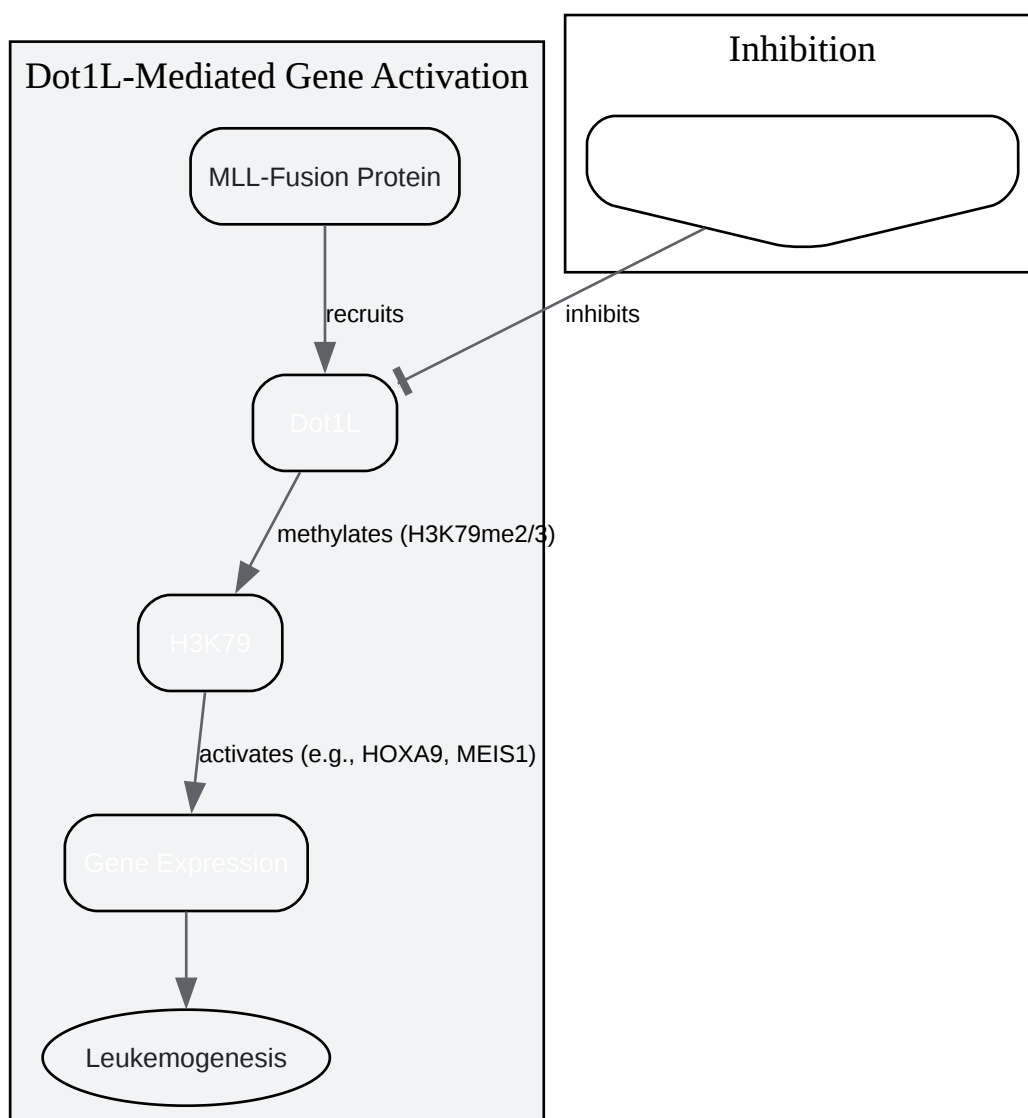 Dot1L-Mediated Gene Activation
Inhibition
MLL-Fusion Protein
recruits
inhibits
Dot1L
methylates (H3K79me2/3)
H3K79
activates (e.g., HOXA9, MEIS1)
Gene Expression
Leukemogenesis